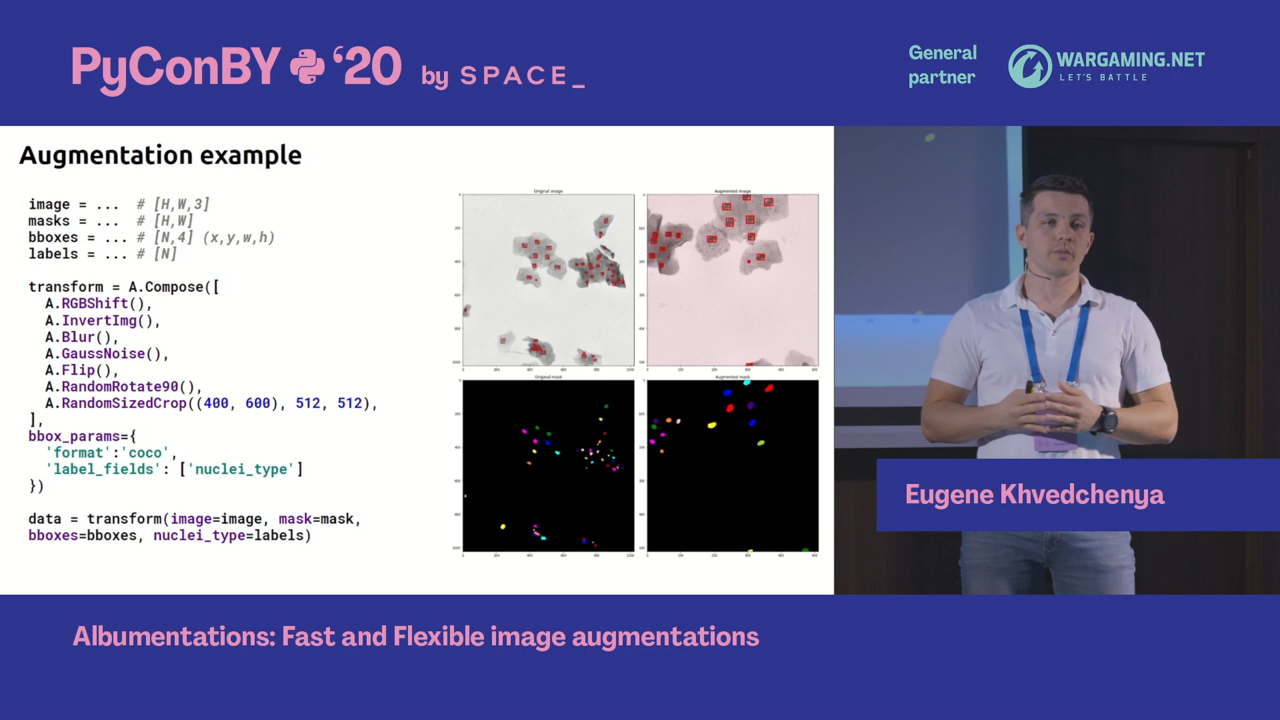 PyConBY '20 by SPACE_
General
partner
WARGAMING.NET
LET'S BATTLE
Augmentation example
image = ... # [H,W,3]
masks = ... # [H,W]
bboxes = ... # [N,4] (x,y,w,h)
labels = ... # [N]
transform = A.Compose([
A.RGBShift(),
A.InvertImg(),
A.Blur(),
A.GaussNoise(),
A.Flip(),
A.RandomRotate90(),
A.RandomSizedCrop((400, 600), 512, 512),
],
bbox_params={
'format':'coco',
'label_fields': ['nuclei_type']
})
data = transform(image=image, mask=mask,
bboxes=bboxes, nuclei_type=labels)
Original image
Augmented image
Original mask
Augmented mask
Eugene Khvedchenya
Albumentations: Fast and Flexible image augmentations